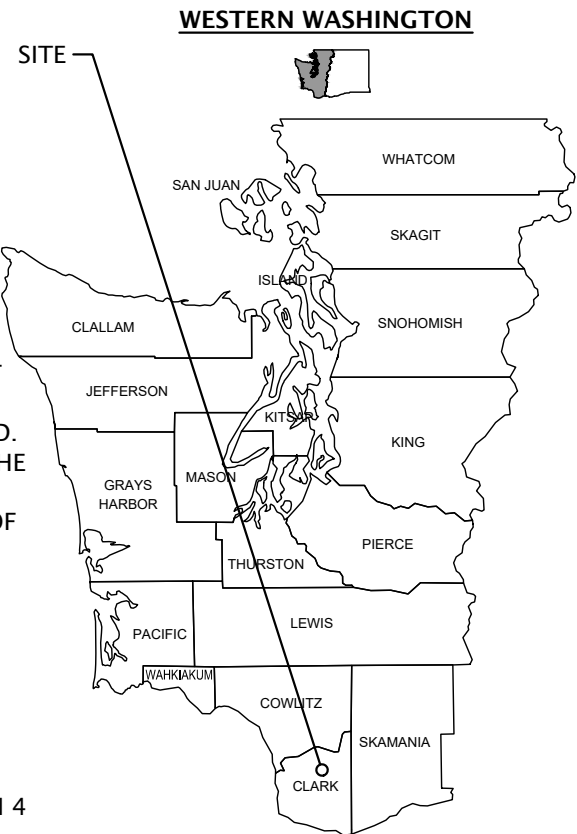 WESTERN WASHINGTON
SITE
WHATCOM
SAN JUAN
SKAGIT
ISLAND
SNOHOMISH
CLALLAM
JEFFERSON
KITSAP
D.
KING
HE
MASON
GRAYS
HARBOR
OF
PIERCE
THURSTON
LEWIS
PACIFIC
WAHKIAKUM
COWLITZ
SKAMANIA
CLARK
4